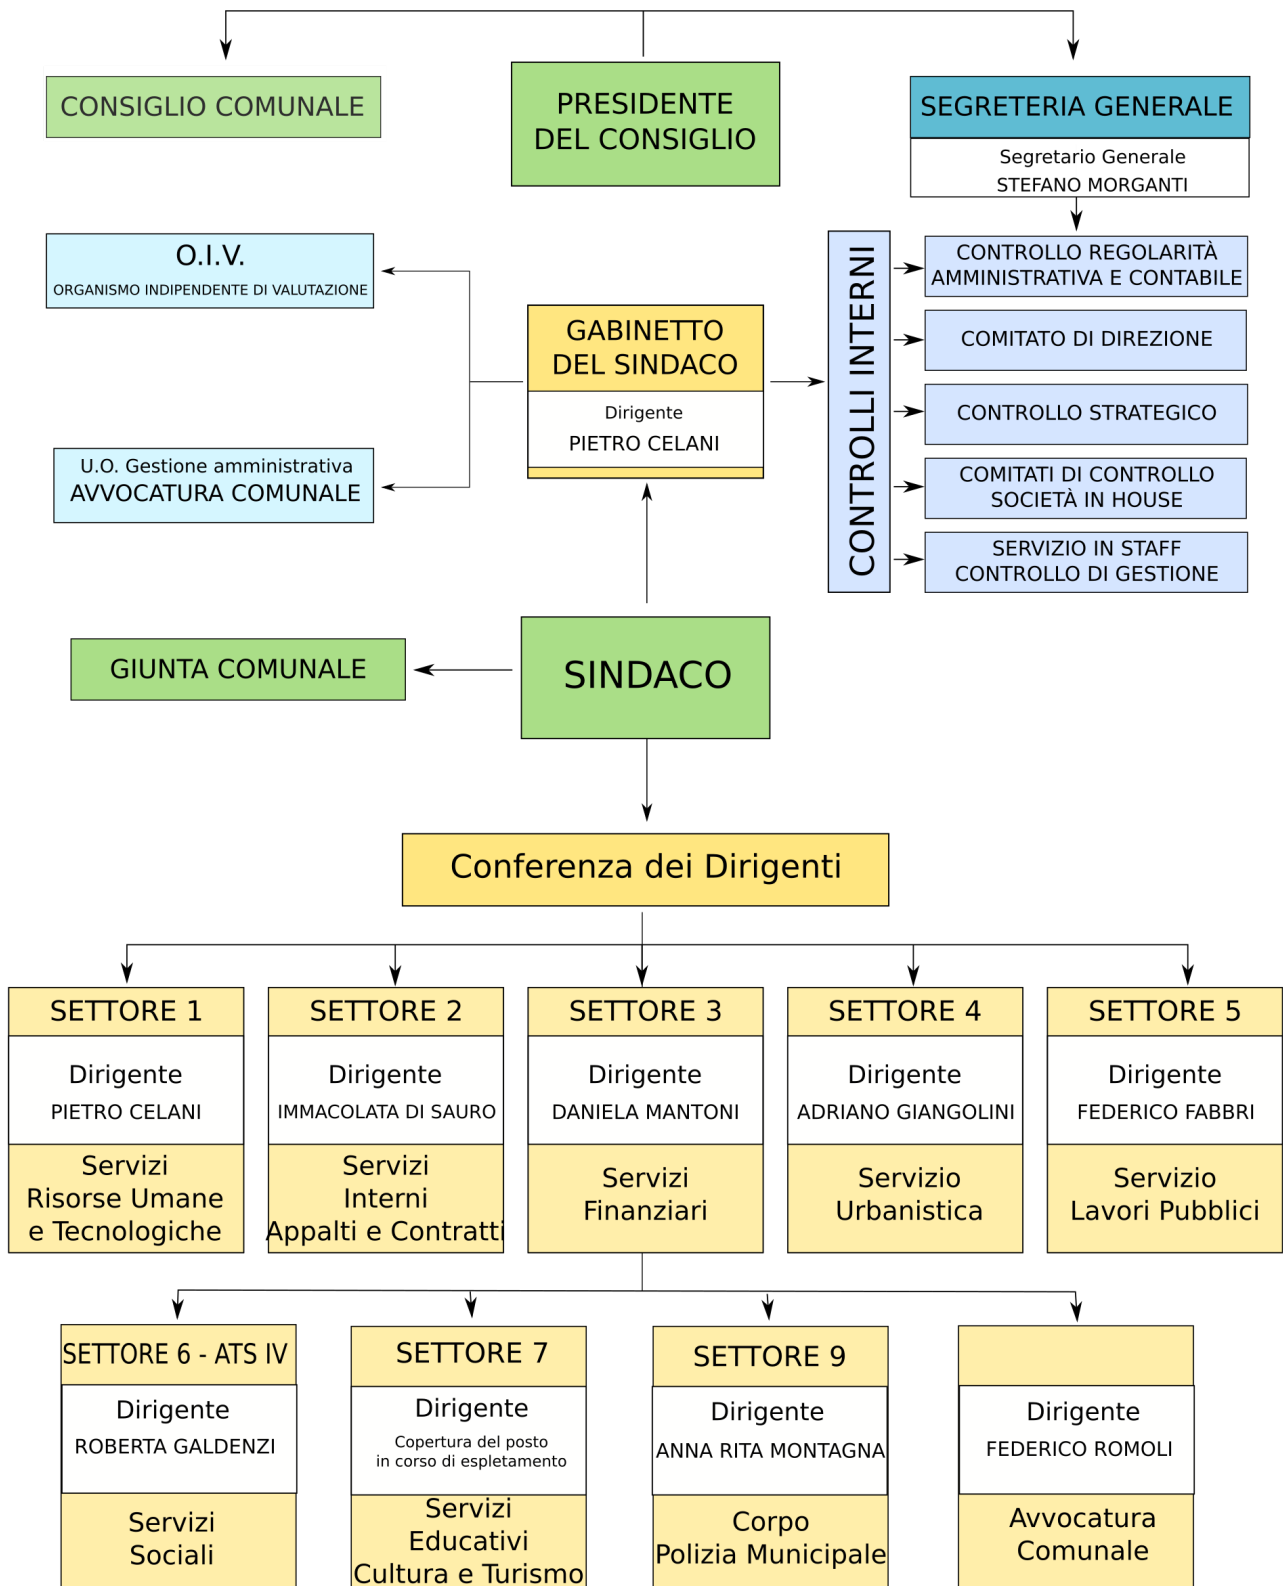 CONSIGLIO COMUNALE
PRESIDENTE
DEL CONSIGLIO
SEGRETERIA GENERALE
Segretario Generale
STEFANO MORGANTI
O.I.V.
ORGANISMO INDIPENDENTE DI VALUTAZIONE
U.O. Gestione amministrativa
AVVOCATURA COMUNALE
GABINETTO
DEL SINDACO
Dirigente
PIETRO CELANI
CONTROLLI INTERNI
CONTROLLO REGOLARITÀ
AMMINISTRATIVA E CONTABILE
COMITATO DI DIREZIONE
CONTROLLO STRATEGICO
COMITATI DI CONTROLLO
SOCIETÀ IN HOUSE
SERVIZIO IN STAFF
CONTROLLO DI GESTIONE
GIUNTA COMUNALE
SINDACO
Conferenza dei Dirigenti
SETTORE 1
Dirigente
PIETRO CELANI
Servizi
Risorse Umane
e Tecnologiche
SETTORE 2
Dirigente
IMMACOLATA DI SAURO
Servizi
Interni
Appalti e Contratti
SETTORE 3
Dirigente
DANIELA MANTONI
Servizi
Finanziari
SETTORE 4
Dirigente
ADRIANO GIANGOLINI
Servizio
Urbanistica
SETTORE 5
Dirigente
FEDERICO FABBRI
Servizio
Lavori Pubblici
SETTORE 6 - ATS IV
Dirigente
ROBERTA GALDENZI
Servizi
Sociali
SETTORE 7
Dirigente
Copertura del posto
in corso di espletamento
Servizi
Educativi
Cultura e Turismo
SETTORE 9
Dirigente
ANNA RITA MONTAGNA
Corpo
Polizia Municipale
Dirigente
FEDERICO ROMOLI
Avvocatura
Comunale